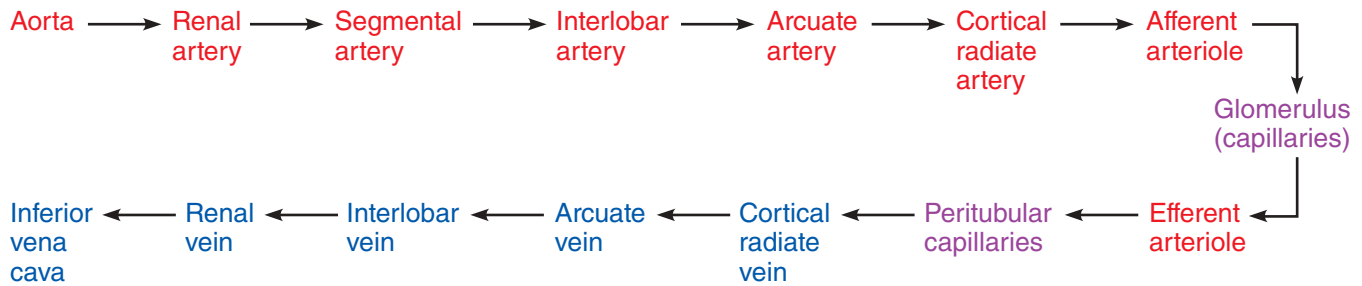 Aorta
Renal
artery
Segmental
artery
Interlobar
artery
Arcuate
artery
Cortical
radiate
artery
Afferent
arteriole
Glomerulus
(capillaries)
Efferent
arteriole
Peritubular
capillaries
Cortical
radiate
vein
Arcuate
vein
Interlobar
vein
Renal
vein
Inferior
vena
cava